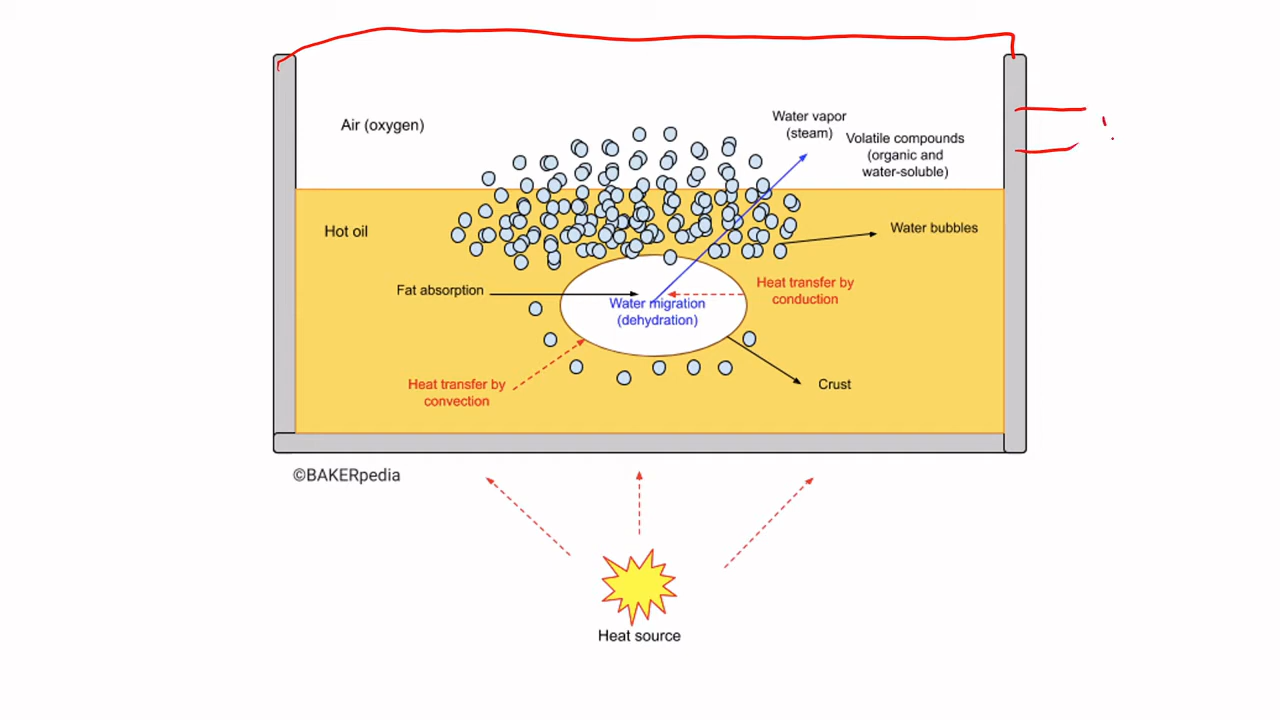 Water vapor
(steam)
Air (oxygen)
Volatile compounds
(organic and
water-soluble)
Hot oil
Water bubbles
Fat absorption
Heat transfer by
conduction
Water migration
(dehydration)
Heat transfer by
convection
Crust
©BAKERpedia
Heat source